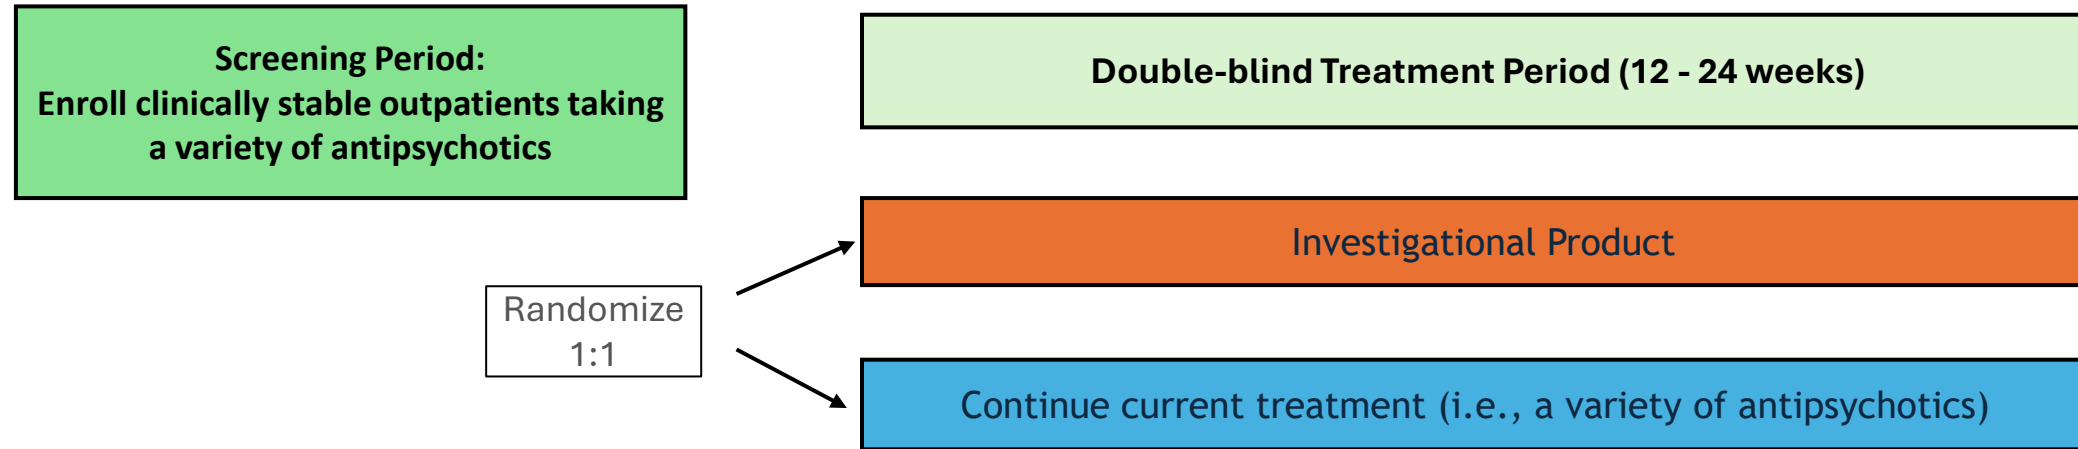 Screening Period:
Enroll clinically stable outpatients taking
a variety of antipsychotics
Double-blind Treatment Period (12 - 24 weeks)
Investigational Product
Randomize
1:1
Continue current treatment (i.e., a variety of antipsychotics)